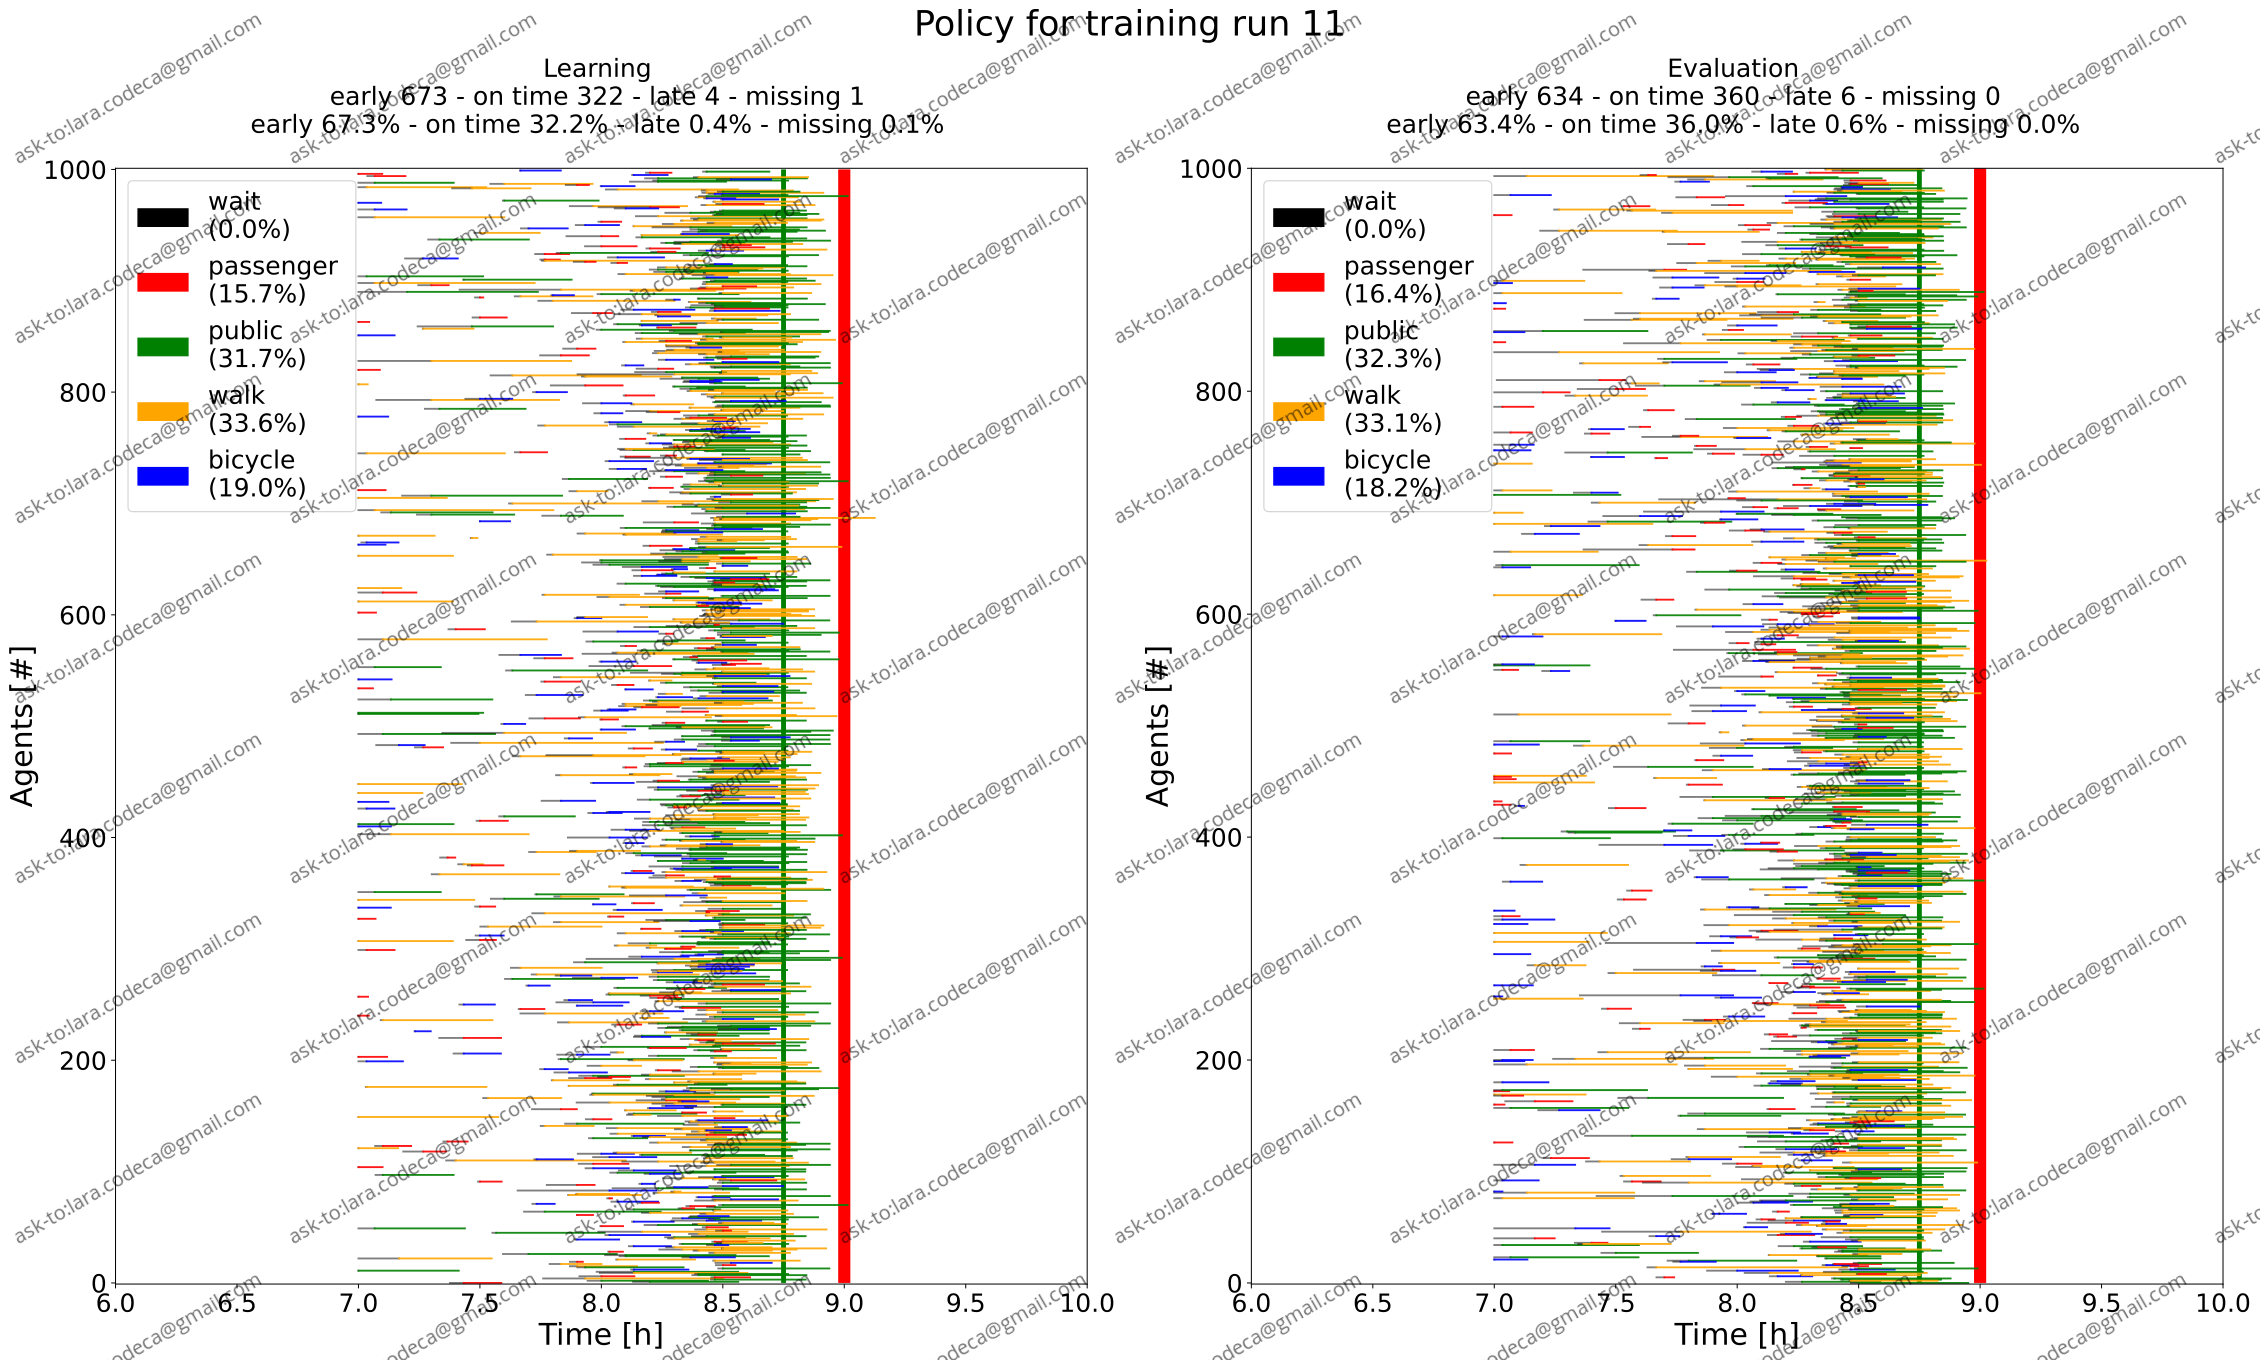 Policy for training run 11
Learning
early 673 - on time 322 - late 4 - missing 1
early 67.3% - on time 32.2% - late 0.4% - missing 0.1%
1000
800
600
400
200
0
Agents [#]
wait
(0.0%)
passenger
(15.7%)
public
(31.7%)
walk
(33.6%)
bicycle
(19.0%)
6.0 6.5 7.0 7.5 8.0 8.5 9.0 9.5 10.0
Time [h]
Evaluation
early 634 - on time 360 - late 6 - missing 0
early 63.4% - on time 36.0% - late 0.6% - missing 0.0%
1000
800
600
400
200
0
Agents [#]
wait
(0.0%)
passenger
(16.4%)
public
(32.3%)
walk
(33.1%)
bicycle
(18.2%)
6.0 6.5 7.0 7.5 8.0 8.5 9.0 9.5 10.0
Time [h]
ask-to:lara.codeca@gmail.com